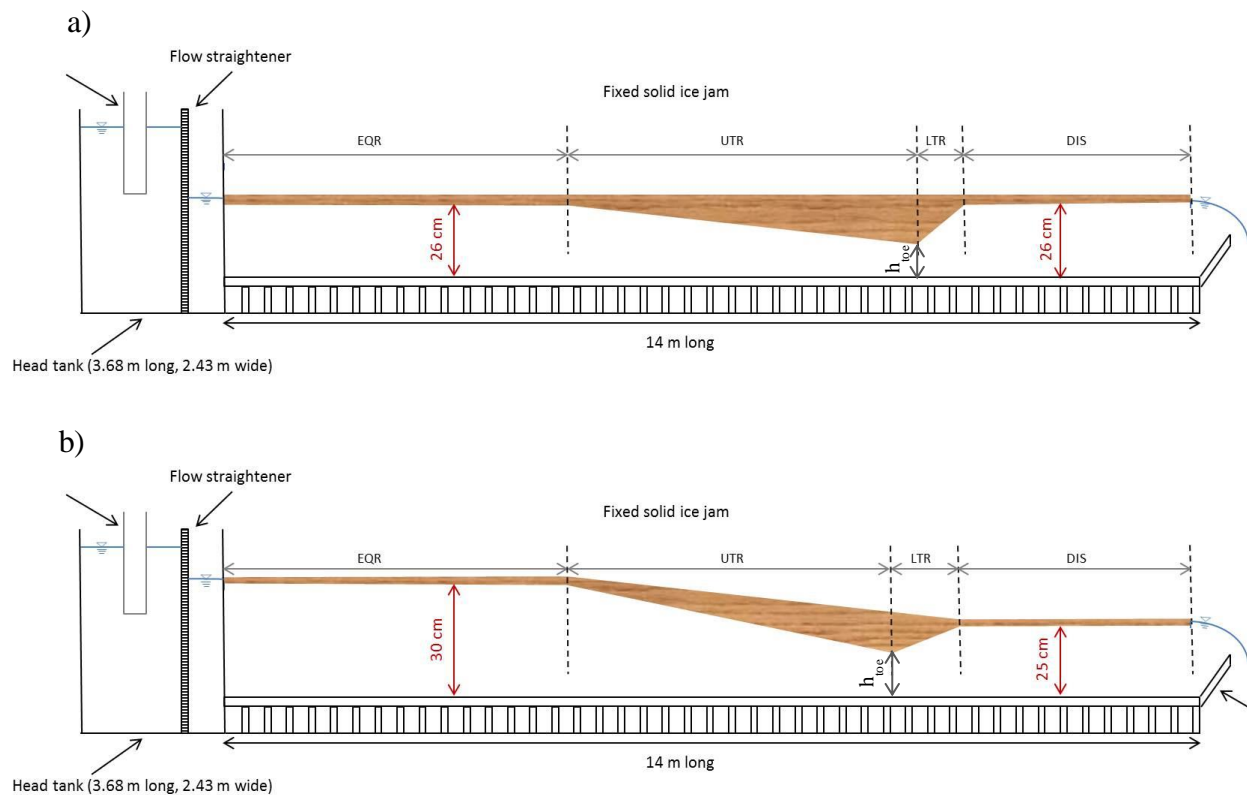 a)
Flow straightener
Fixed solid ice jam
EQR
UTR
LTR
DIS
26 cm
h toe
26 cm
14 m long
Head tank (3.68 m long, 2.43 m wide)
b)
Flow straightener
Fixed solid ice jam
EQR
UTR
LTR
DIS
30 cm
h toe
25 cm
14 m long
Head tank (3.68 m long, 2.43 m wide)